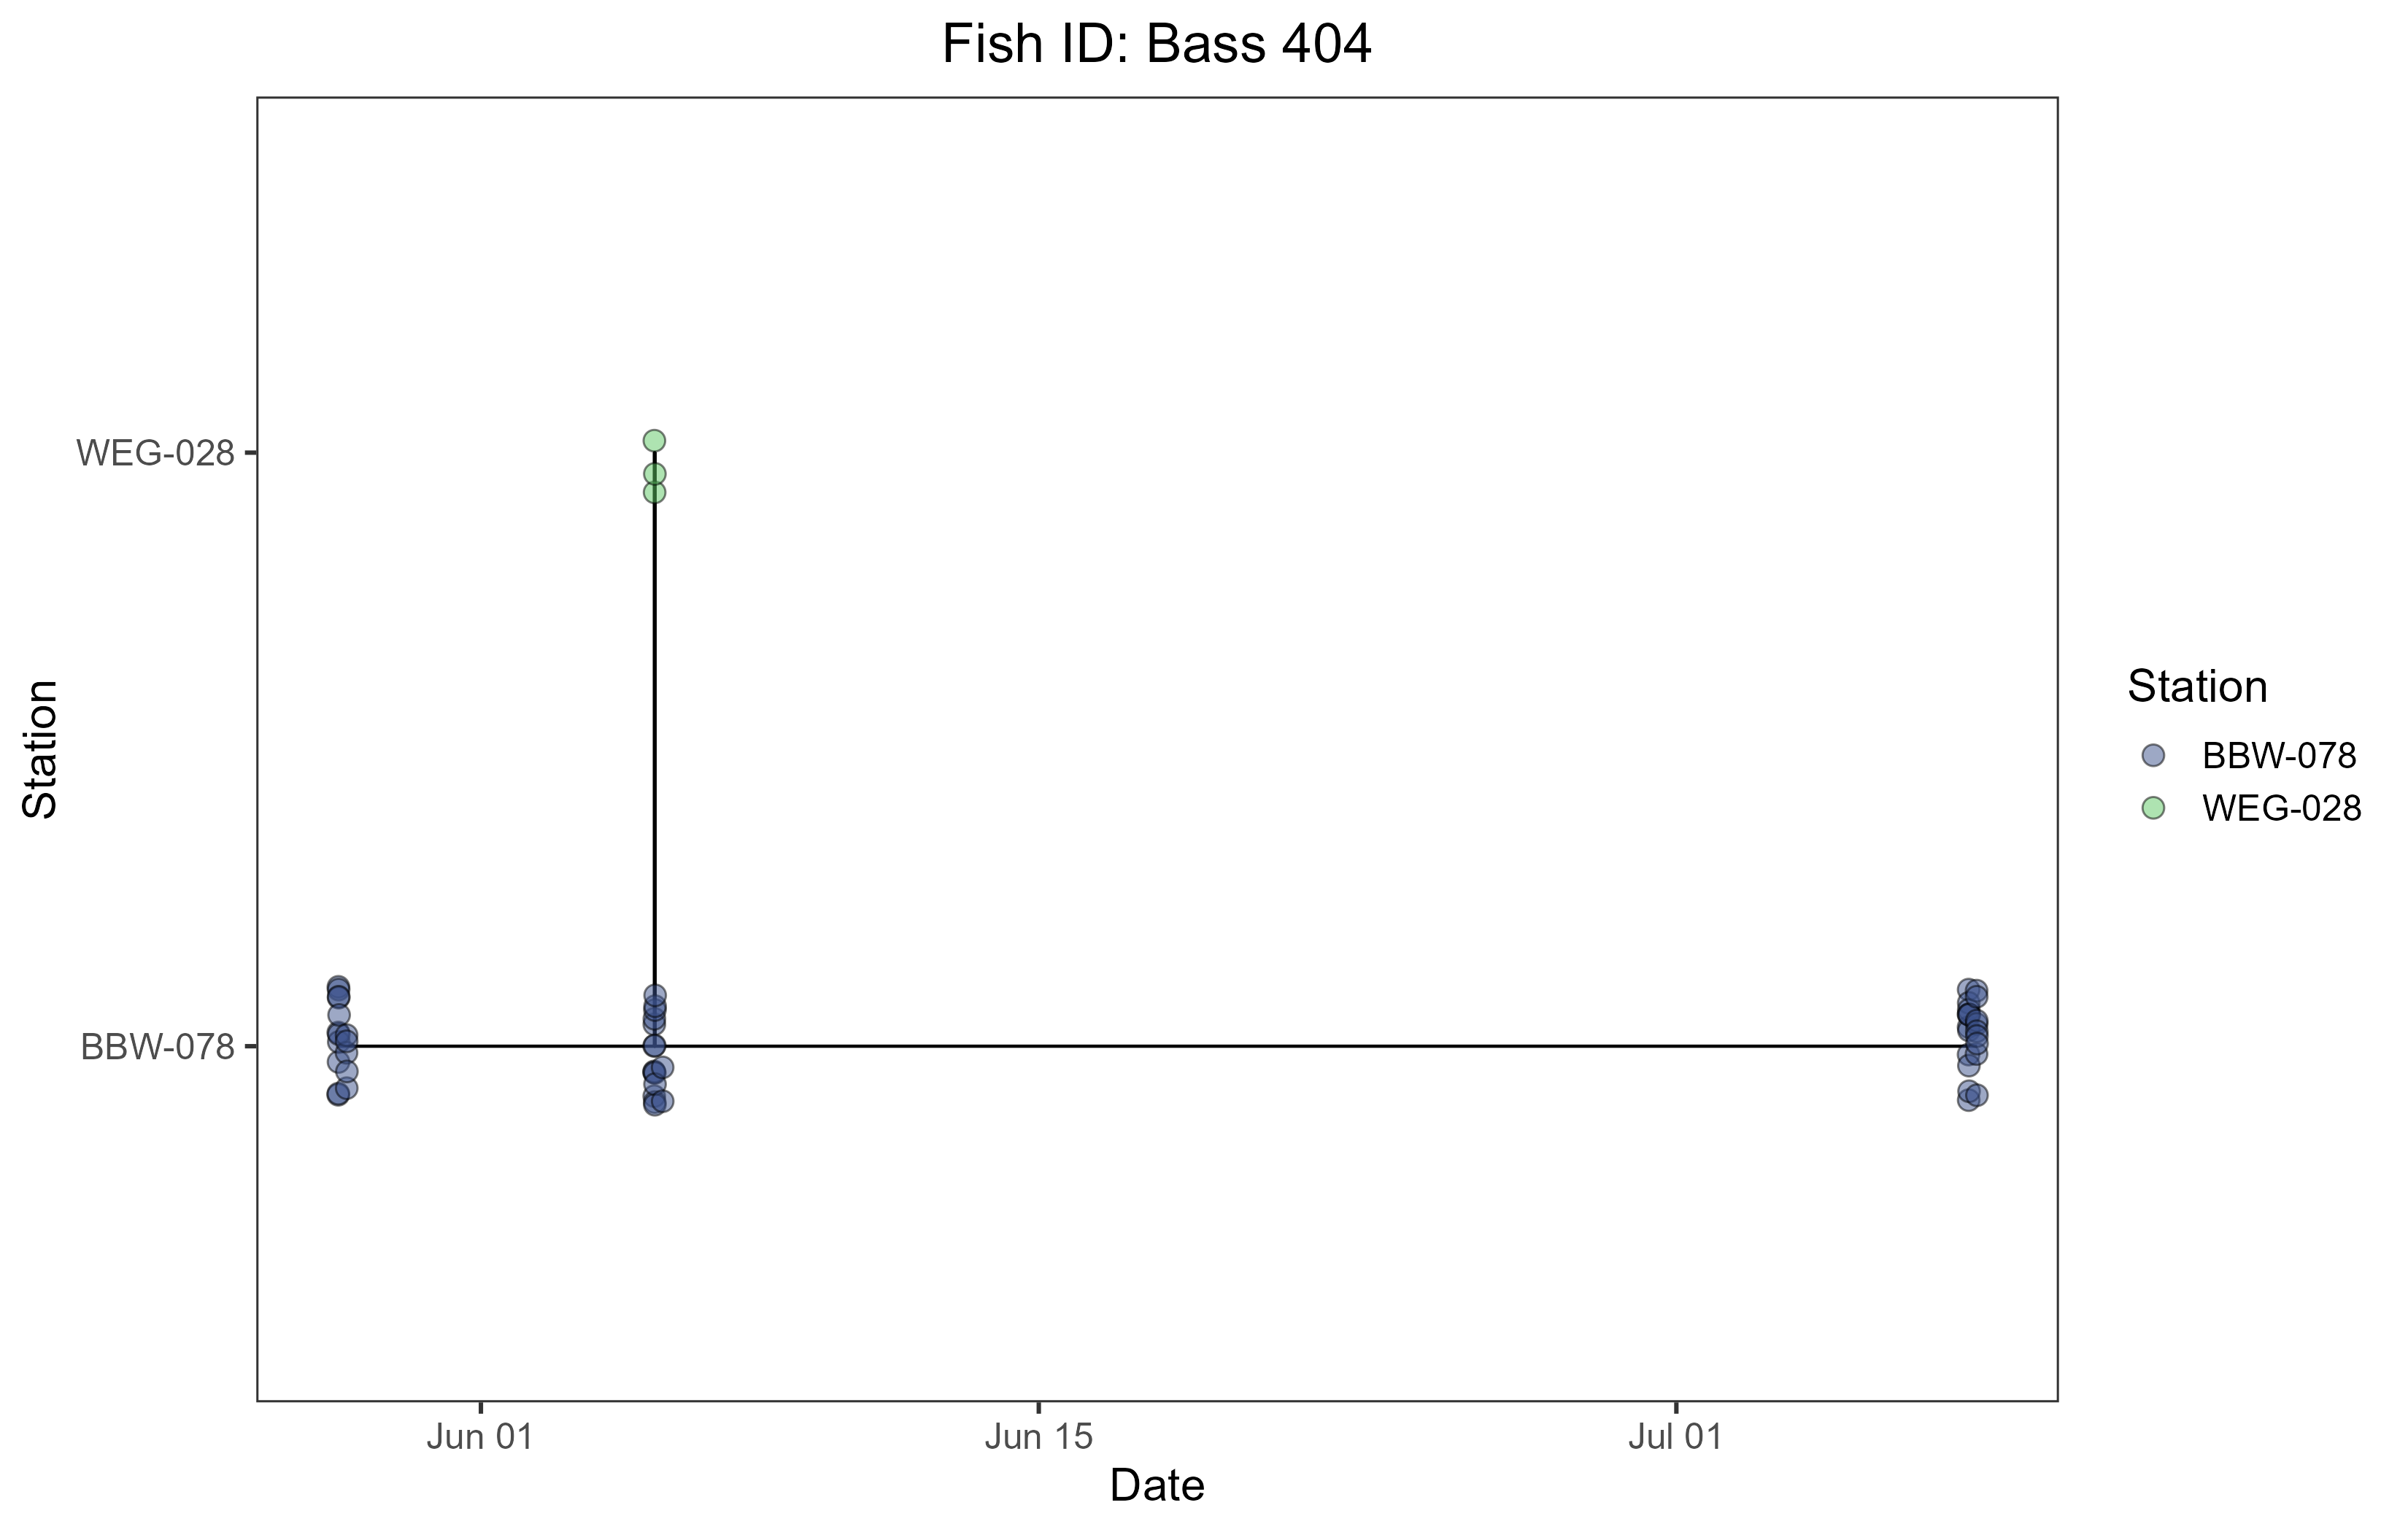 Fish ID: Bass 404
Station
WEG-028
BBW-078
Jun 01
Jun 15
Jul 01
Date
Station
BBW-078
WEG-028